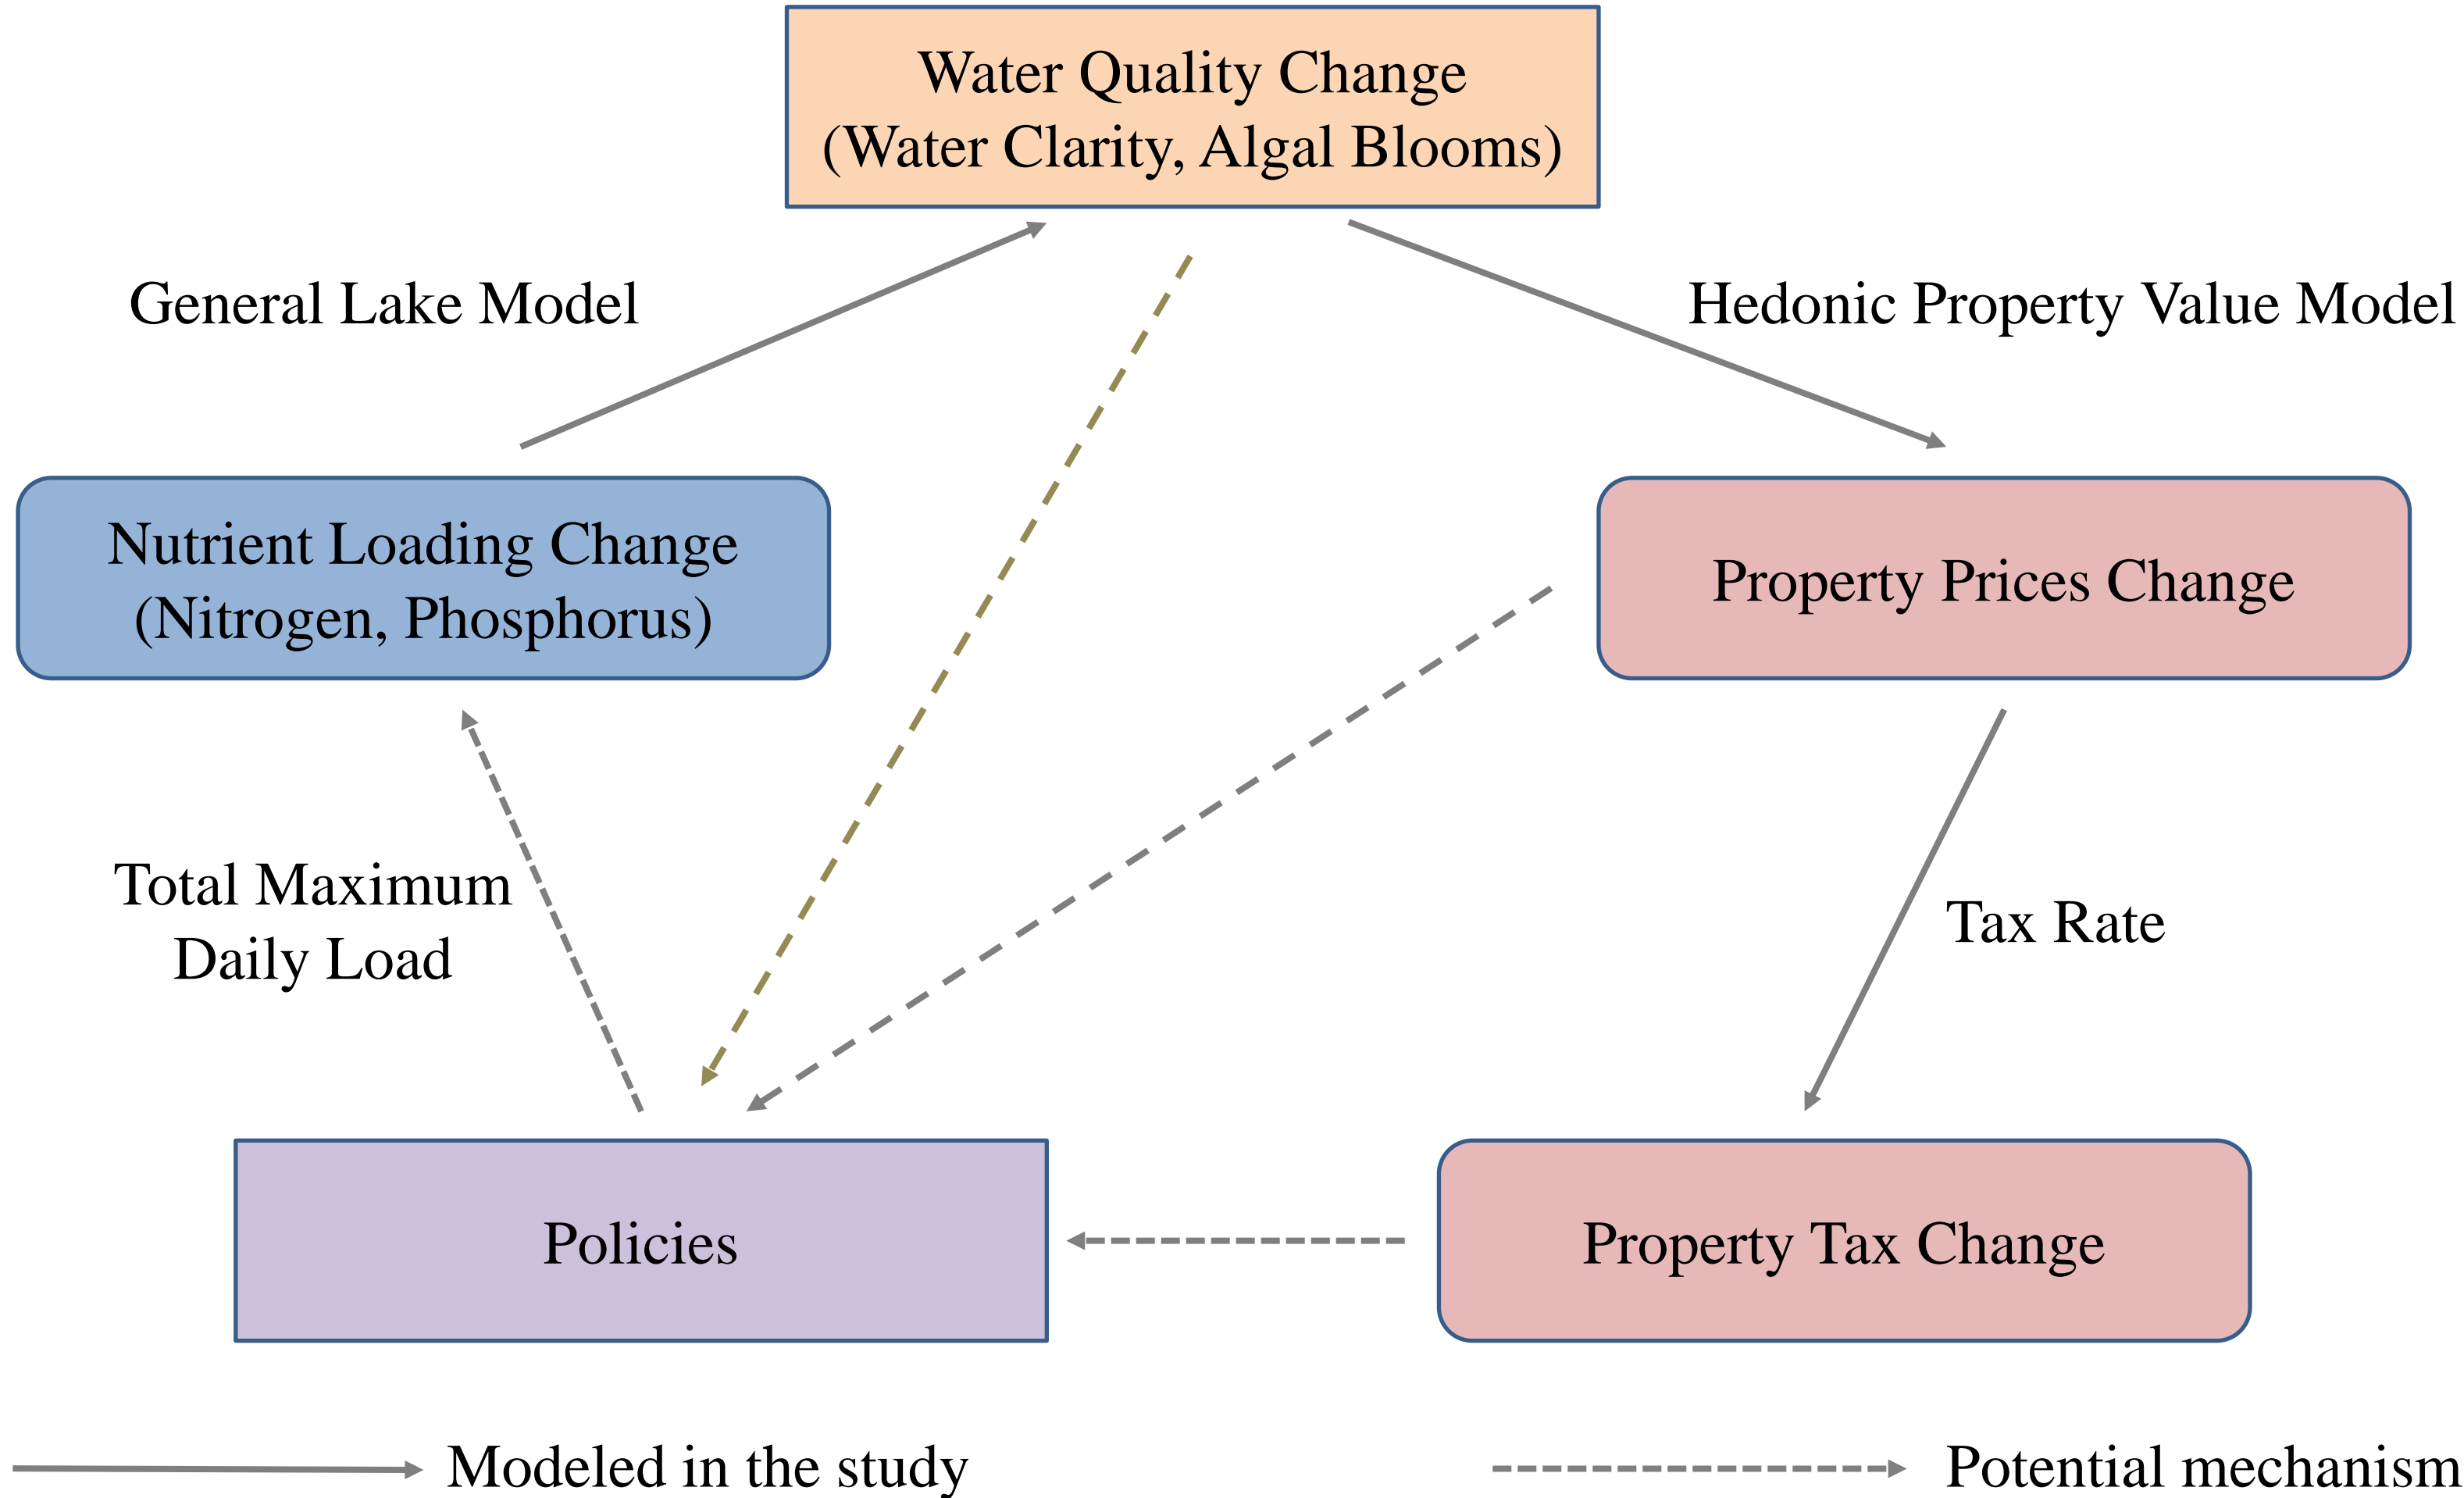 Water Quality Change
(Water Clarity, Algal Blooms)
General Lake Model
Hedonic Property Value Model
Nutrient Loading Change
(Nitrogen, Phosphorus)
Property Prices Change
Total Maximum
Daily Load
Tax Rate
Policies
Property Tax Change
Modeled in the study
Potential mechanism